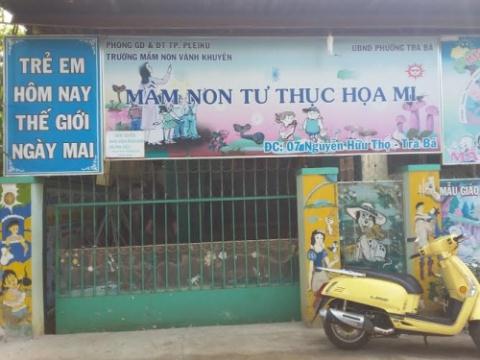 TRẺ EM
HÔM NAY
THẾ GIỚI
NGÀY MAI
PHÒNG GD & ĐT TP. PLEIKU
TRƯỜNG MẦM NON VÀNH KHUYÊN
UBND PHƯỜNG TRÀ BÁ
MẦM NON TƯ THỤC HỌA MI
ĐC: 07 Nguyễn Hữu Thọ - Trà Bá
MẪU GIÁO